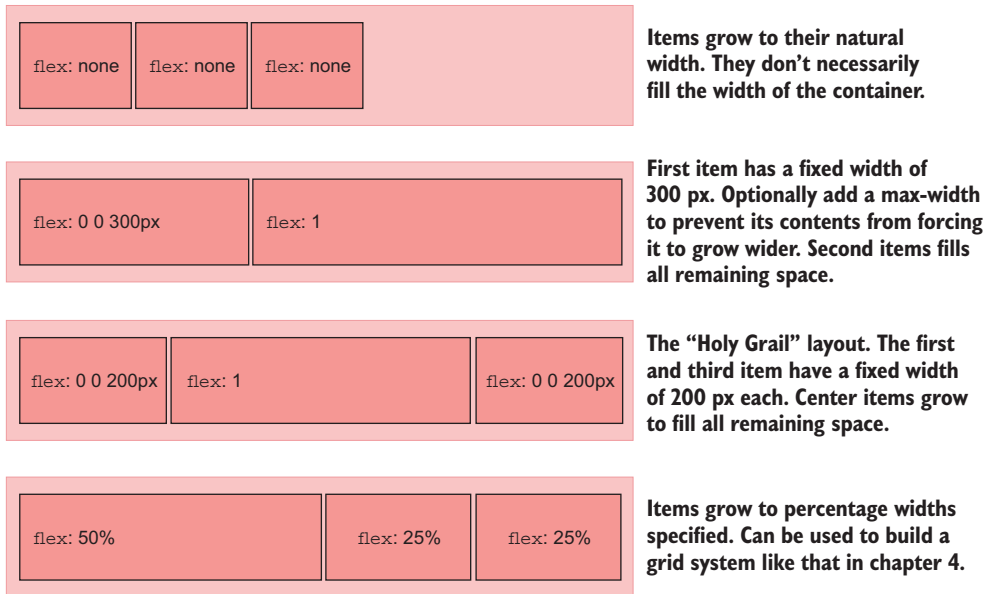 flex: none flex: none flex: none
Items grow to their natural
width. They don't necessarily
fill the width of the container.
flex: 0 0 300px flex: 1
First item has a fixed width of
300 px. Optionally add a max-width
to prevent its contents from forcing
it to grow wider. Second items fills
all remaining space.
flex: 0 0 200px flex: 1 flex: 0 0 200px
The “Holy Grail” layout. The first
and third item have a fixed width
of 200 px each. Center items grow
to fill all remaining space.
flex: 50% flex: 25% flex: 25%
Items grow to percentage widths
specified. Can be used to build a
grid system like that in chapter 4.